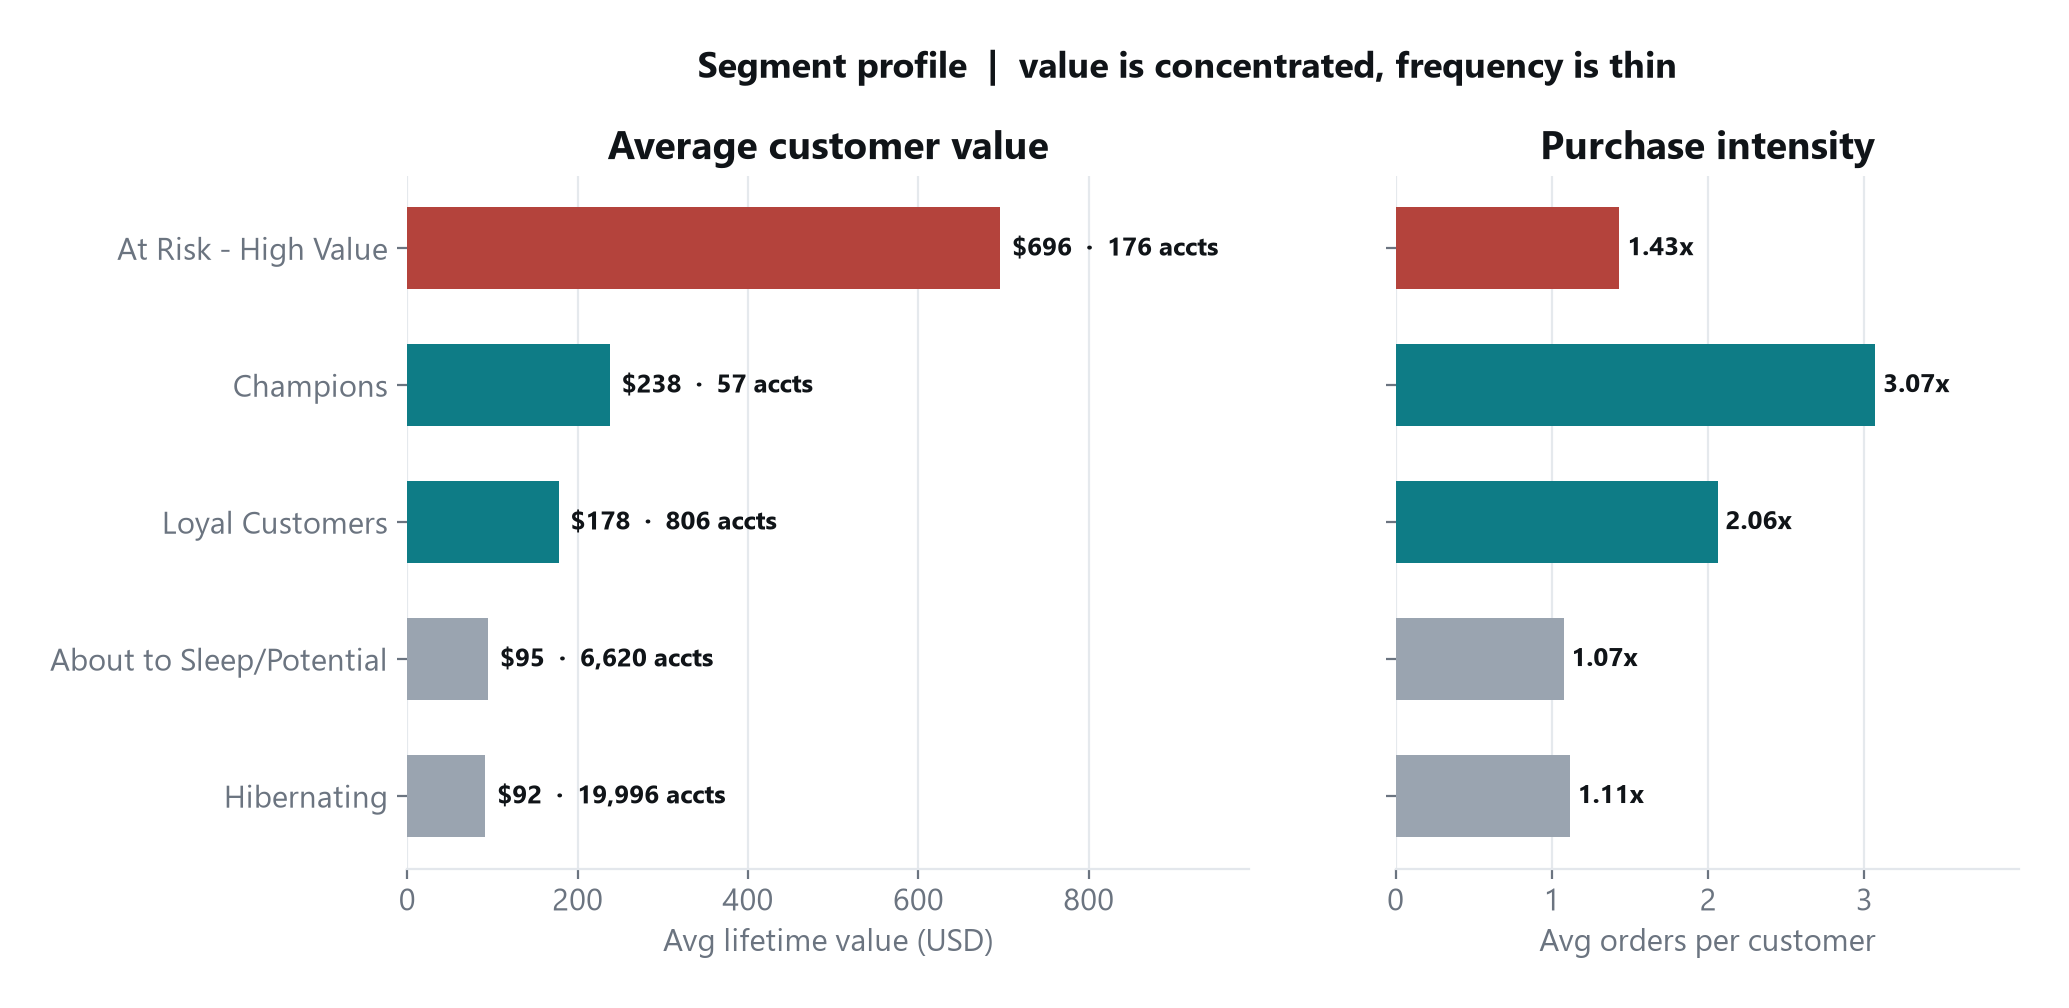 Segment profile | value is concentrated, frequency is thin
Average customer value
At Risk - High Value
$696 · 176 accts
Champions
$238 · 57 accts
Loyal Customers
$178 · 806 accts
About to Sleep/Potential
$95 · 6,620 accts
Hibernating
$92 · 19,996 accts
0 200 400 600 800
Avg lifetime value (USD)
Purchase intensity
1.43x
3.07x
2.06x
1.07x
1.11x
0 1 2 3
Avg orders per customer